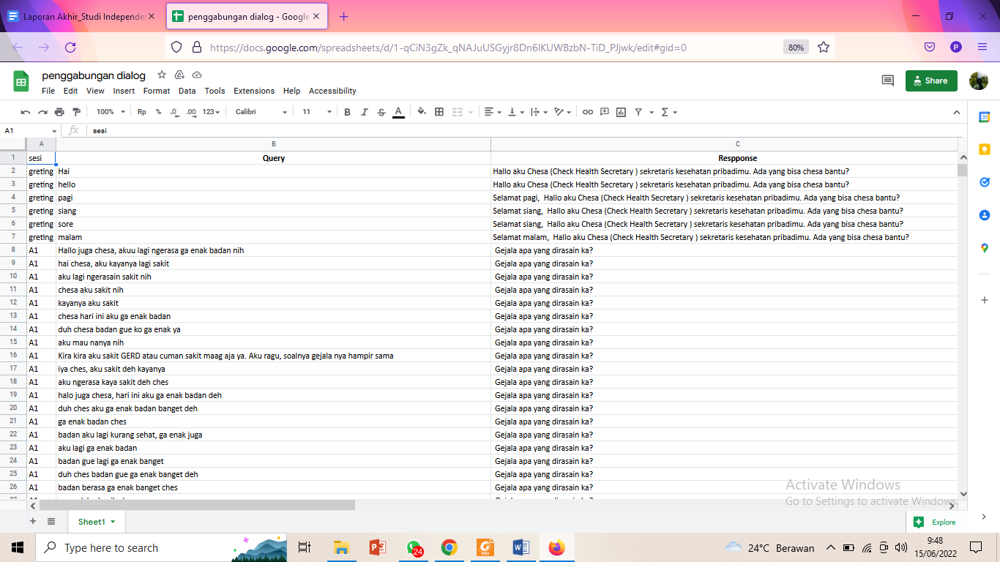 Laporan Akhir_Studi Independe
penggabungan dialog - Google
https://docs.google.com/spreadsheets/d/1-qCiN3gZk_qNAJuUSGyjr8Dn6lKUWBzbN-TiD_PJjwk/edit#gid=0
80%
P
penggabungan dialog
File Edit View Insert Format Data Tools Extensions Help Accessibility
Share
100% Rp % .0 .00 123 Calibri 11 B I S A
A1 fx sesi
A B C
1 sesi Query Respponse
2 greting Hai Hallo aku Chesa (Check Health Secretary ) sekretaris kesehatan pribadimu. Ada yang bisa chesa bantu?
3 greting hello Hallo aku Chesa (Check Health Secretary ) sekretaris kesehatan pribadimu. Ada yang bisa chesa bantu?
4 greting pagi Selamat pagi, Hallo aku Chesa (Check Health Secretary ) sekretaris kesehatan pribadimu. Ada yang bisa chesa bantu?
5 greting siang Selamat siang, Hallo aku Chesa (Check Health Secretary ) sekretaris kesehatan pribadimu. Ada yang bisa chesa bantu?
6 greting sore Selamat siang, Hallo aku Chesa (Check Health Secretary ) sekretaris kesehatan pribadimu. Ada yang bisa chesa bantu?
7 greting malam Selamat malam, Hallo aku Chesa (Check Health Secretary ) sekretaris kesehatan pribadimu. Ada yang bisa chesa bantu?
8 A1 Hallo juga chesa, akuu lagi ngerasa ga enak badan nih Gejala apa yang dirasain ka?
9 A1 hai chesa, aku kayanya lagi sakit Gejala apa yang dirasain ka?
10 A1 aku lagi ngerasain sakit nih Gejala apa yang dirasain ka?
11 A1 chesa aku sakit nih Gejala apa yang dirasain ka?
12 A1 kayanya aku sakit Gejala apa yang dirasain ka?
13 A1 chesa hari ini aku ga enak badan Gejala apa yang dirasain ka?
14 A1 duh chesa badan gue ko ga enak ya Gejala apa yang dirasain ka?
15 A1 aku mau nanya nih Gejala apa yang dirasain ka?
16 A1 Kira kira aku sakit GERD atau cuman sakit maag aja ya. Aku ragu, soalnya gejala nya hampir sama Gejala apa yang dirasain ka?
17 A1 iya ches, aku sakit deh kayanya Gejala apa yang dirasain ka?
18 A1 aku ngerasa kaya sakit deh ches Gejala apa yang dirasain ka?
19 A1 halo juga chesa, hari ini aku ga enak badan deh Gejala apa yang dirasain ka?
20 A1 duh ches aku ga enak badan banget deh Gejala apa yang dirasain ka?
21 A1 ga enak badan ches Gejala apa yang dirasain ka?
22 A1 badan aku lagi kurang sehat, ga enak juga Gejala apa yang dirasain ka?
23 A1 aku lagi ga enak badan Gejala apa yang dirasain ka?
24 A1 badan gue lagi ga enak banget Gejala apa yang dirasain ka?
25 A1 duh ches badan gue ga enak banget deh Gejala apa yang dirasain ka?
26 A1 badan berasa ga enak banget ches Gejala apa yang dirasain ka?
Activate Windows
Go to Settings to activate Windows.
Sheet1
Explore
Type here to search
24
24°C Berawan
9:48
15/06/2022